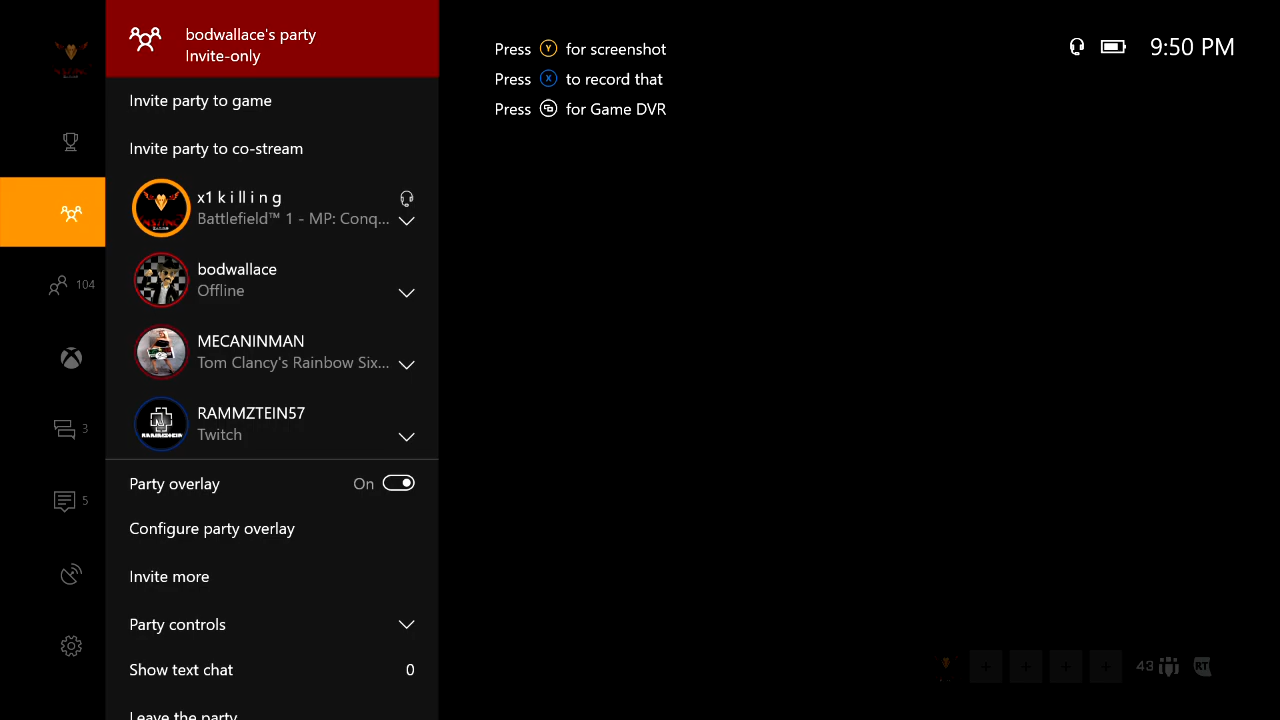 bodwallace's party
Invite-only
Invite party to game
Invite party to co-stream
x1 k i l l i n g
Battlefield™ 1 - MP: Conq...
bodwallace
Offline
MECANINMAN
Tom Clancy's Rainbow Six...
RAMMZTEIN57
Twitch
Party overlay On
Configure party overlay
Invite more
Party controls
Show text chat 0
Leave the party
104
3
5
Press Y for screenshot
Press X to record that
Press for Game DVR
9:50 PM
43 RT